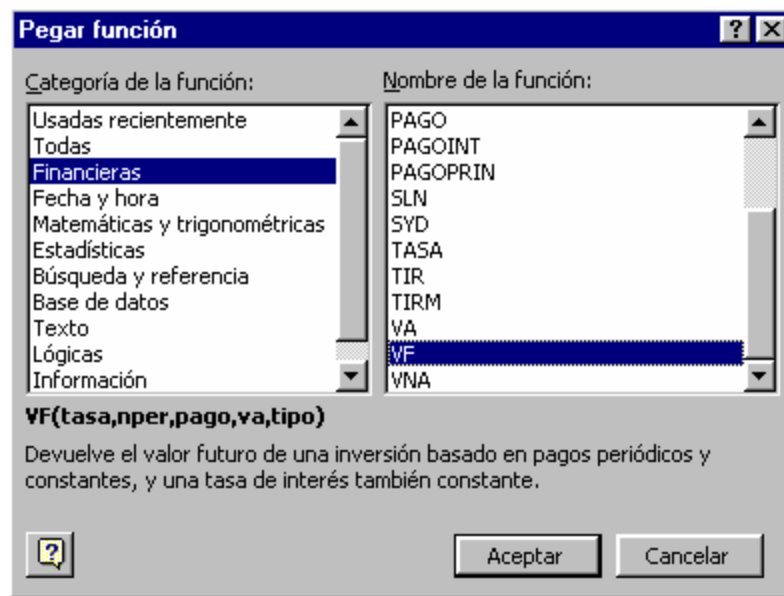 Pegar función
Categoría de la función:
Nombre de la función:
Usadas recientemente
Todas
Financieras
Fecha y hora
Matemáticas y trigonométricas
Estadísticas
Búsqueda y referencia
Base de datos
Texto
Lógicas
Información
PAGO
PAGOINT
PAGOPRIN
SLN
SYD
TASA
TIR
TIRM
VA
VF
VNA
VF(tasa,nper,pago,va,tipo)
Devuelve el valor futuro de una inversión basado en pagos periódicos y
constantes, y una tasa de interés también constante.
Aceptar
Cancelar